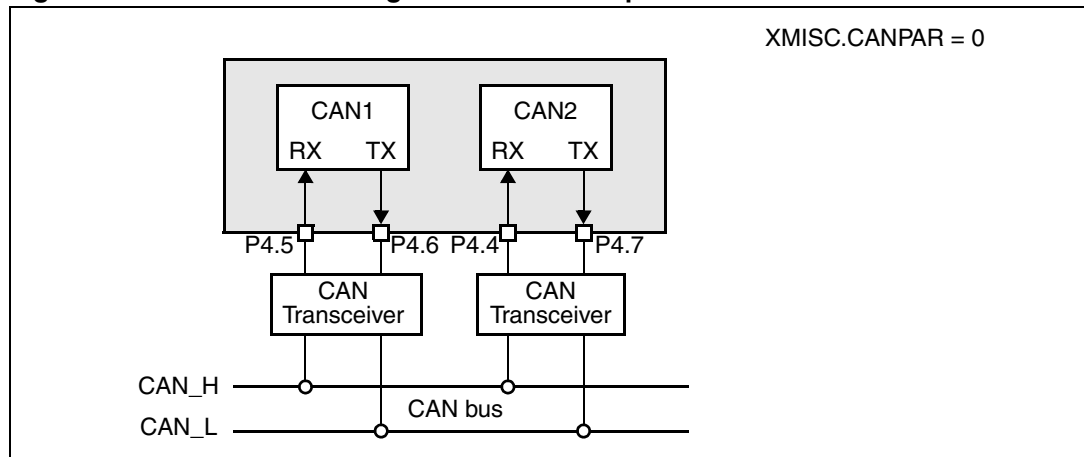 XMISC.CANPAR = 0
CAN1
CAN2
RX TX
RX TX
P4.5
P4.6
P4.4
P4.7
CAN
Transceiver
CAN
Transceiver
CAN_H
CAN bus
CAN_L